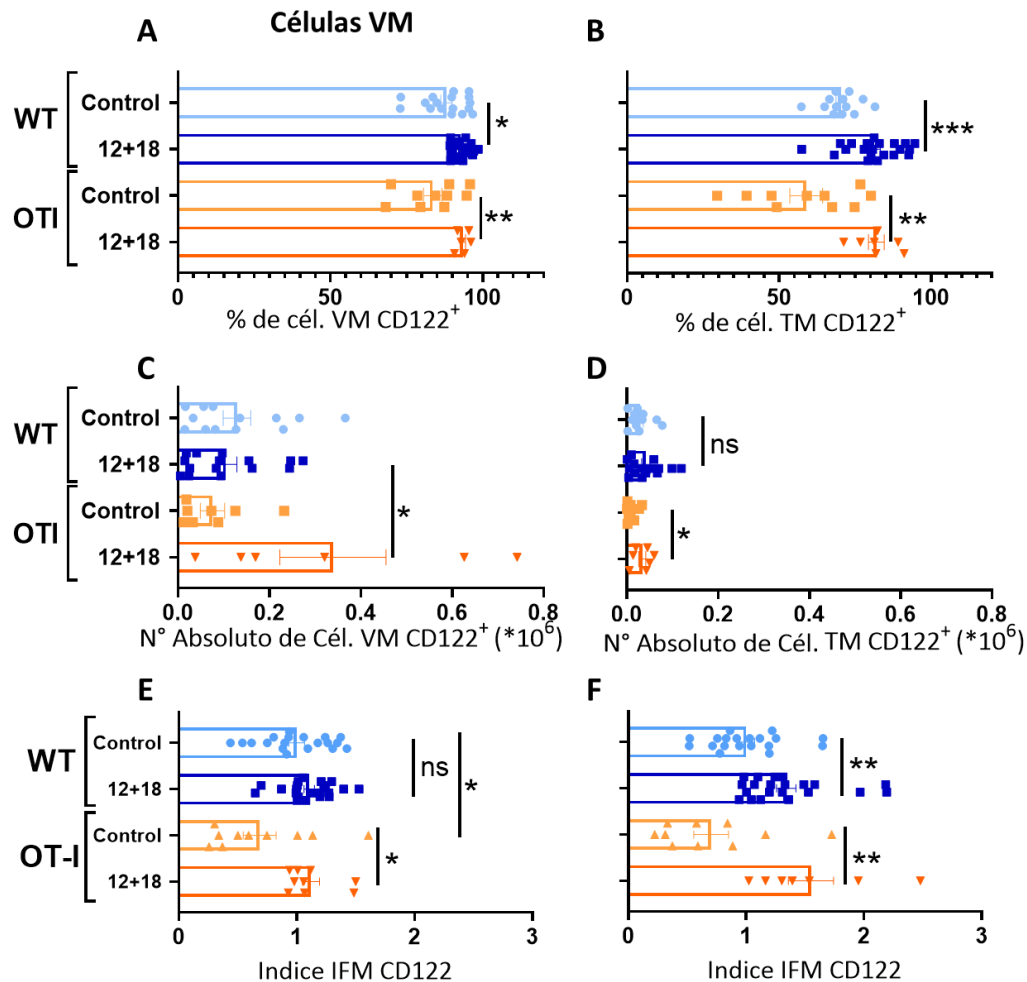 Células VM
A
WT
Control
12+18
*
OTI
Control
12+18
**
0 50 100
% de cél. VM CD122+
B
***
**
0 50 100
% de cél. TM CD122+
C
WT
Control
12+18
OTI
Control
12+18
*
0.0 0.2 0.4 0.6 0.8
N° Absoluto de Cél. VM CD122+ (*10^6)
D
ns
*
0.0 0.2 0.4 0.6 0.8
N° Absoluto de Cél. TM CD122+ (*10^6)
E
WT
Control
12+18
ns
*
OT-I
Control
12+18
*
0 1 2 3
Indice IFM CD122
F
**
**
0 1 2 3
Indice IFM CD122